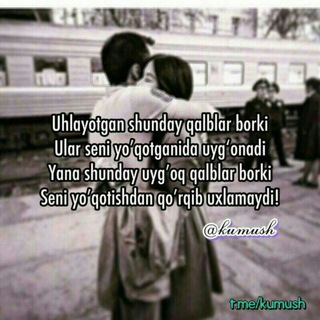 Uhlayotgan shunday qalblar borki
Ular seni yo'qotganida uyg'onadi
Yana shunday uyg'oq qalblar borki
Seni yo'qotishdan qo'rqib uxlamaydi!
@kumush
t.me/kumush